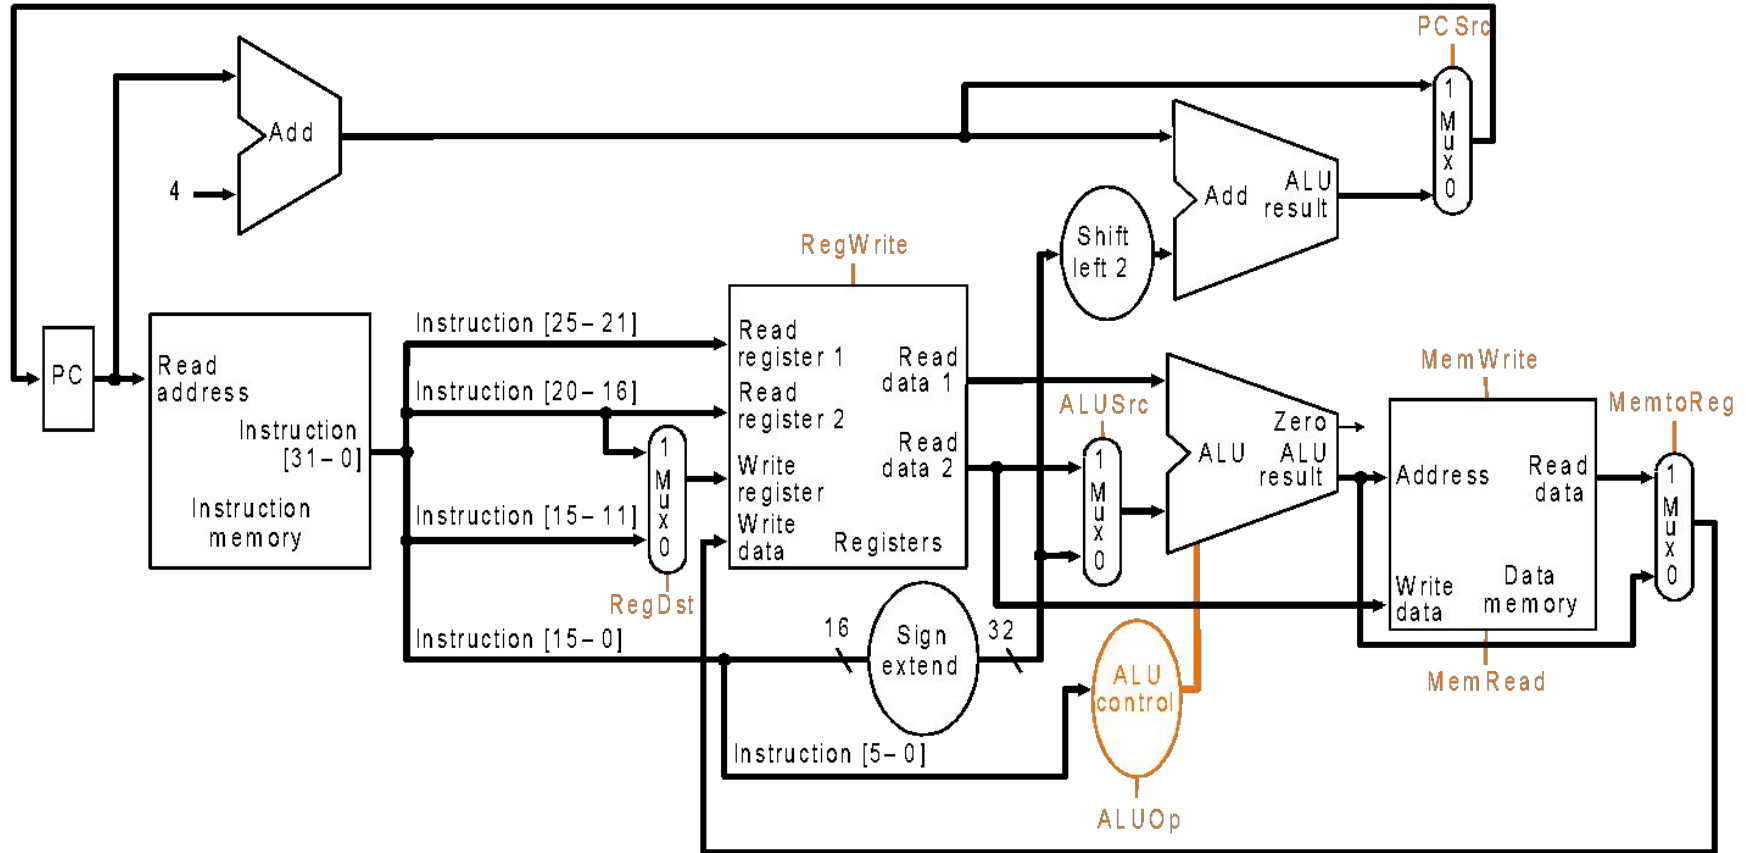 PCSrc
1
M
u
x
0
Add
4
Add
ALU
result
Shift
left 2
RegWrite
PC
Read
address
Instruction
[31–0]
Instruction
memory
Instruction [25–21]
Instruction [20–16]
Instruction [15–11]
Instruction [15–0]
Instruction [5–0]
1
M
u
x
0
RegDst
Read
register 1
Read
register 2
Write
register
Write
data
Read
data 1
Read
data 2
Registers
16
Sign
extend
32
ALUSrc
1
M
u
x
0
Zero
ALU
ALU
result
ALU
control
ALUOp
MemWrite
Address
Read
data
Write
data
Data
memory
MemRead
MemtoReg
1
M
u
x
0